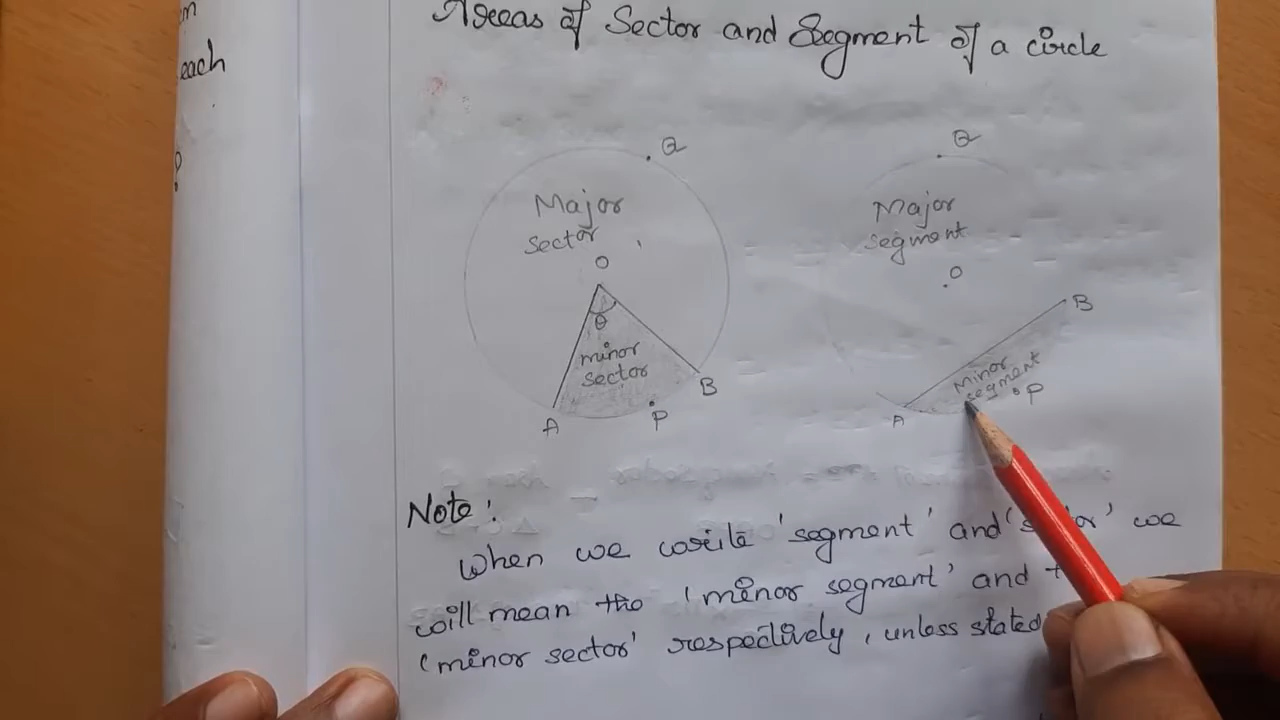 m
each
P
Areas of Sector and Segment of a circle
Q
Major
sector
O
θ
minor
sector
A
P
B
Q
Major
segment
O
B
Minor
segment
P
A
Note:
When we write 'segment' and we
will mean the 'minor segment' and
'minor sector' respectively, unless stated